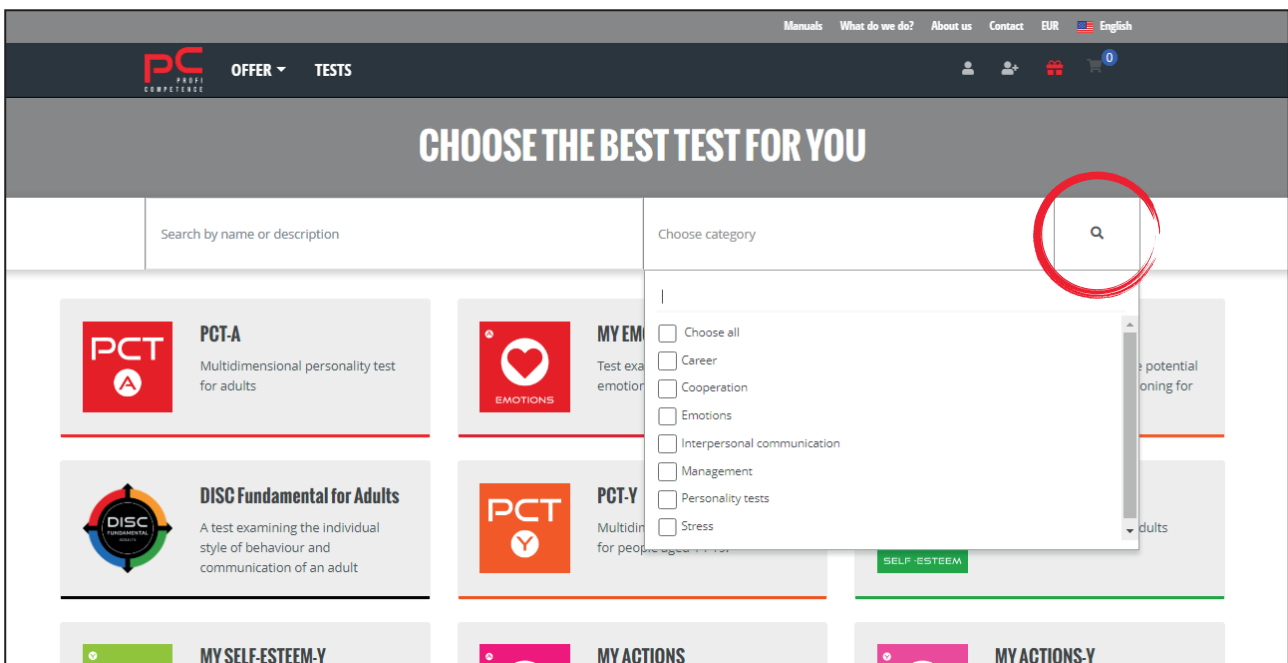 Manuals What do we do? About us Contact EUR English
PC
PROFI
COMPETENCE
OFFER TESTS
0
CHOOSE THE BEST TEST FOR YOU
Search by name or description
Choose category
Choose all
Career
Cooperation
Emotions
Interpersonal communication
Management
Personality tests
Stress
PCT
A
PCT-A
Multidimensional personality test
for adults
A
EMOTIONS
MY EM
Test exa
emotion
potential
oning for
DISC
FUNDAMENTAL
DISC Fundamental for Adults
A test examining the individual
style of behaviour and
communication of an adult
PCT
Y
PCT-Y
Multidin
for people aged
dults
SELF-ESTEEM
Y
MY SELF-ESTEEM-Y
A
MY ACTIONS
MY ACTIONS-Y